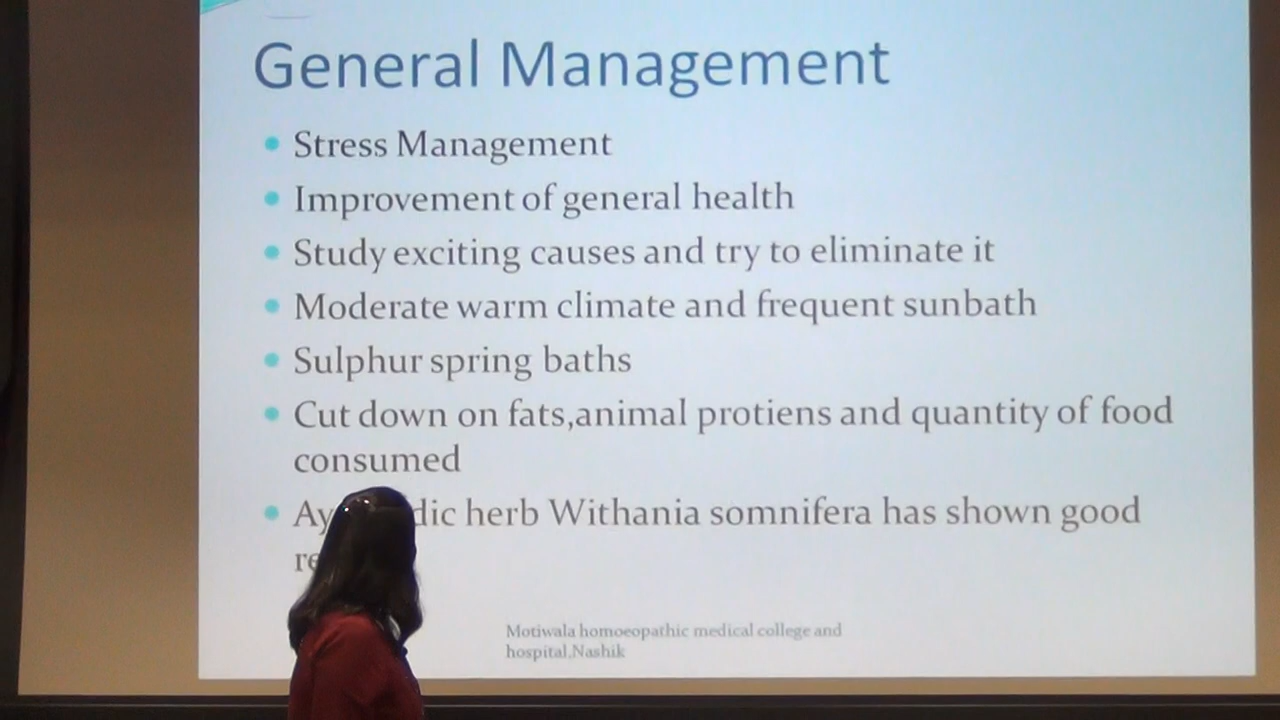 General Management
Stress Management
Improvement of general health
Study exciting causes and try to eliminate it
Moderate warm climate and frequent sunbath
Sulphur spring baths
Cut down on fats,animal protiens and quantity of food
consumed
herb Withania somnifera has shown good
Motiwala homoeopathic medical college and
hospital,Nashik